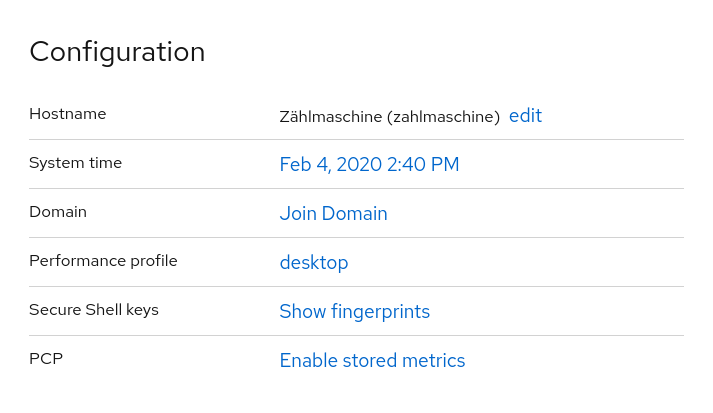 Configuration
Hostname Zählmaschine (zahlmaschine) edit
System time Feb 4, 2020 2:40 PM
Domain Join Domain
Performance profile desktop
Secure Shell keys Show fingerprints
PCP Enable stored metrics